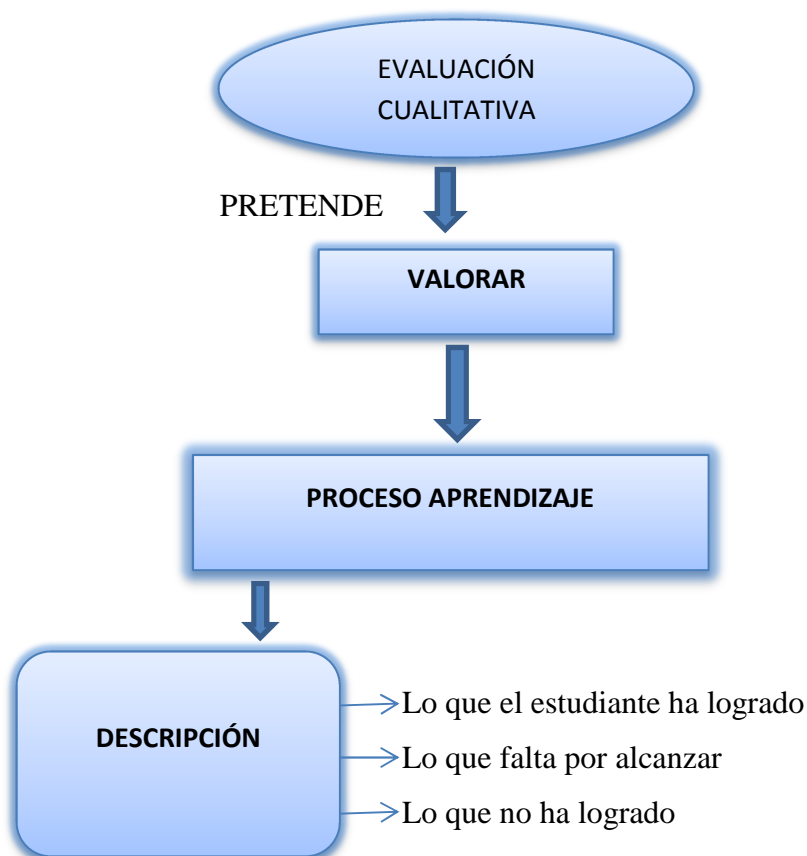 EVALUACIÓN
CUALITATIVA
PRETENDE
VALORAR
PROCESO APRENDIZAJE
DESCRIPCIÓN
Lo que el estudiante ha logrado
Lo que falta por alcanzar
Lo que no ha logrado